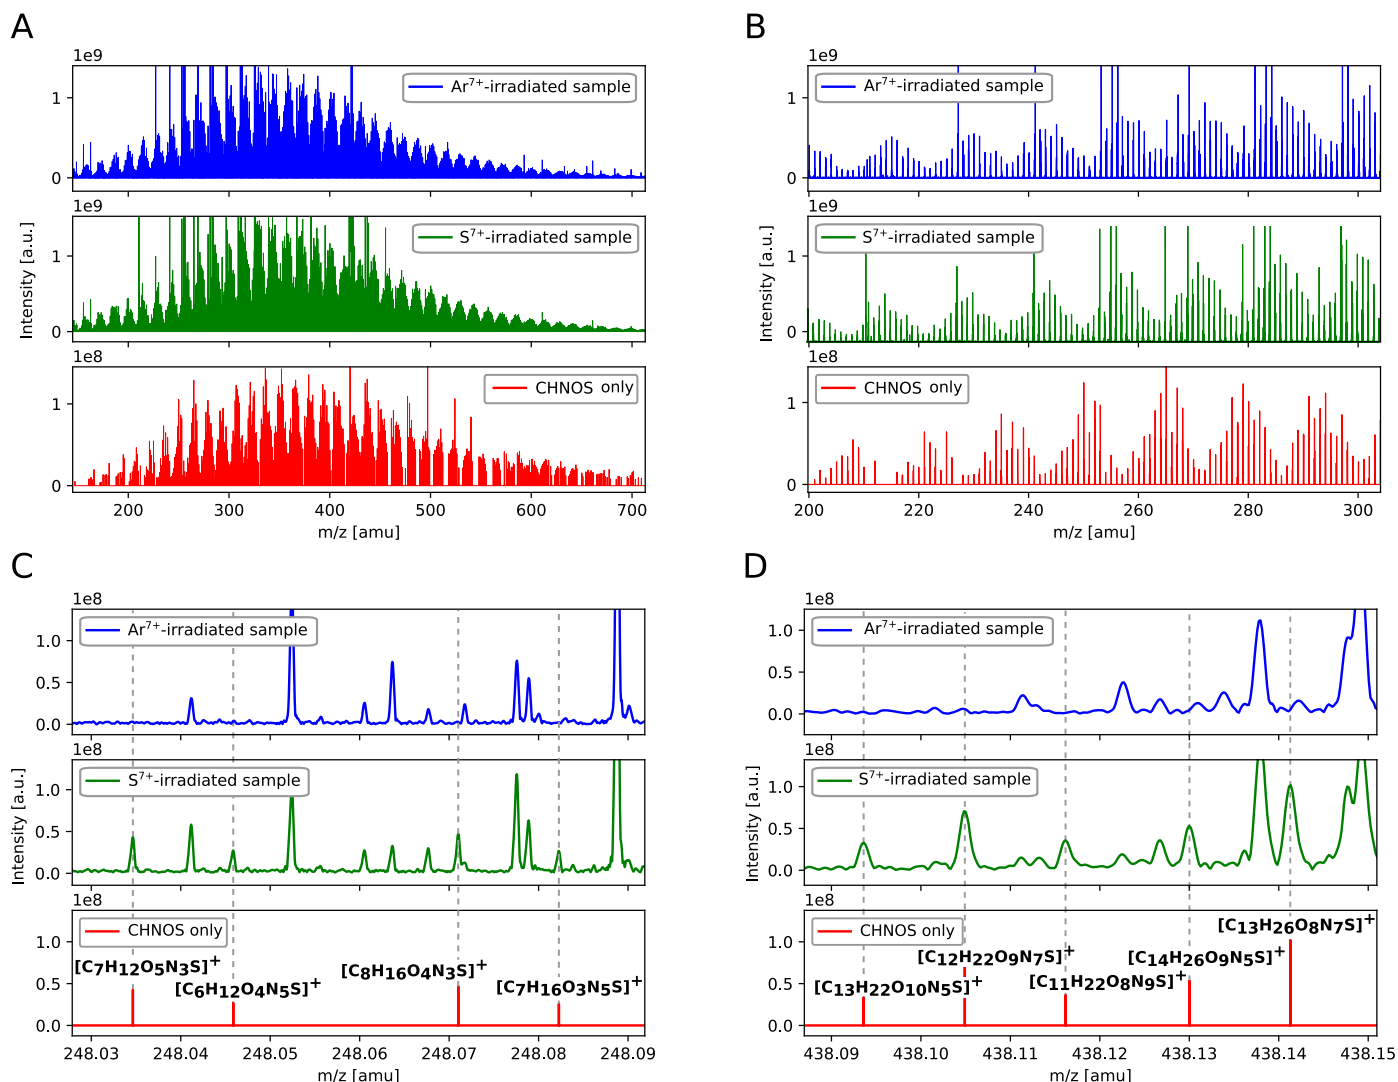 A
1e9
Ar⁷⁺-irradiated sample
1
0
1e9
S⁷⁺-irradiated sample
1
0
Intensity [a.u.]
1e8
CHNOS only
1
0
200 300 400 500 600 700
m/z [amu]
B
1e9
Ar⁷⁺-irradiated sample
1
0
1e9
S⁷⁺-irradiated sample
1
0
Intensity [a.u.]
1e8
CHNOS only
1
0
200 220 240 260 280 300
m/z [amu]
C
1e8
Ar⁷⁺-irradiated sample
1.0
0.5
0.0
1e8
S⁷⁺-irradiated sample
1.0
0.5
0.0
Intensity [a.u.]
1e8
CHNOS only
1.0
0.5
0.0
[C₇H₁₂O₅N₃S]⁺
[C₆H₁₂O₄N₅S]⁺
[C₈H₁₆O₄N₃S]⁺
[C₇H₁₆O₃N₅S]⁺
248.03 248.04 248.05 248.06 248.07 248.08 248.09
m/z [amu]
D
1e8
Ar⁷⁺-irradiated sample
1.0
0.5
0.0
1e8
S⁷⁺-irradiated sample
1.0
0.5
0.0
Intensity [a.u.]
1e8
CHNOS only
1.0
0.5
0.0
[C₁₃H₂₆O₈N₇S]⁺
[C₁₂H₂₂O₉N₇S]⁺
[C₁₄H₂₆O₉N₅S]⁺
[C₁₁H₂₂O₈N₉S]⁺
[C₁₃H₂₂O₁₀N₅S]⁺
438.09 438.10 438.11 438.12 438.13 438.14 438.15
m/z [amu]